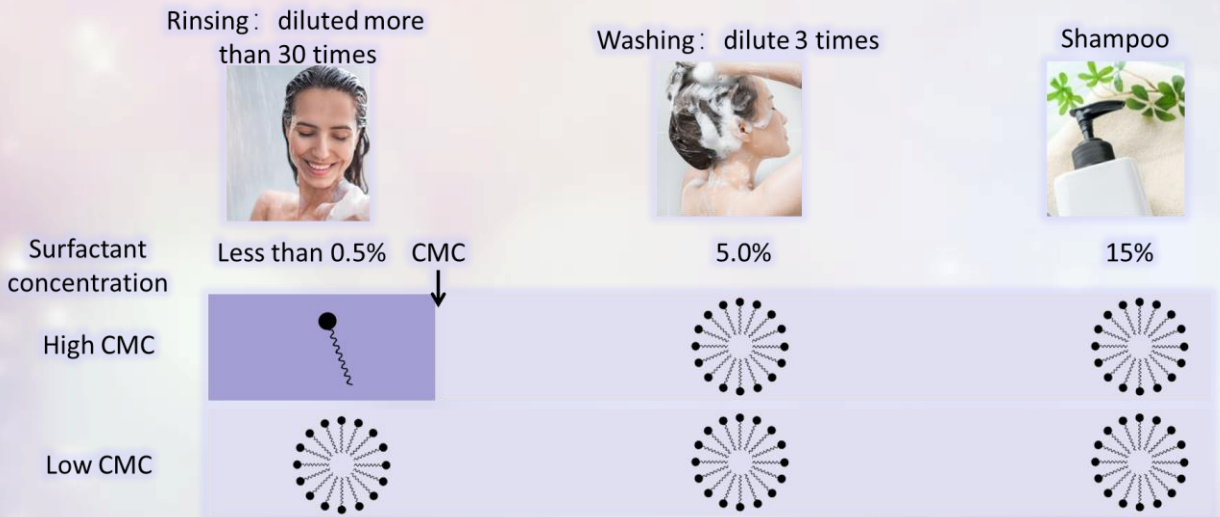 Rinsing： diluted more
than 30 times
Washing： dilute 3 times
Shampoo
Surfactant
concentration
Less than 0.5%
CMC
5.0%
15%
High CMC
Low CMC